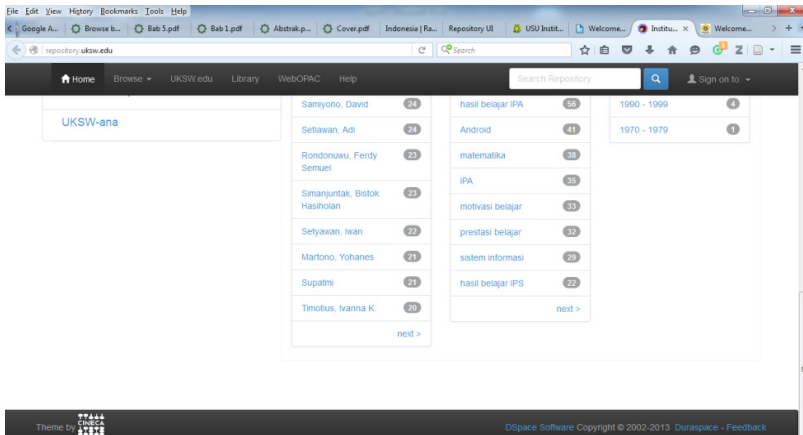 File Edit View History Bookmarks Tools Help
Google A... Browse b... Bab 5.pdf Bab 1.pdf Abstrak.p... Cover.pdf Indonesia | Ra... Repository UI USU Instit... Welcome... Institu... Welcome...
repository.uksw.edu Search
Home Browse UKSW.edu Library WebOPAC Help Search Repository Sign on to:
UKSW-ana
Samiyono, David 24
Setiawan, Adi 24
Rondonuwu, Ferdy
Semuel 23
Simanjuntak, Bistok
Hasiholan 23
Setyawan, Iwan 22
Martono, Yohanes 21
Supatmi 21
Timotius, Ivanna K. 20
next >
hasil belajar IPA 56
Android 41
matematika 38
IPA 35
motivasi belajar 33
prestasi belajar 32
sistem informasi 29
hasil belajar IPS 22
next >
1990 - 1999 4
1970 - 1979 1
Theme by CINECA
DSpace Software Copyright © 2002-2013 Duraspace - Feedback